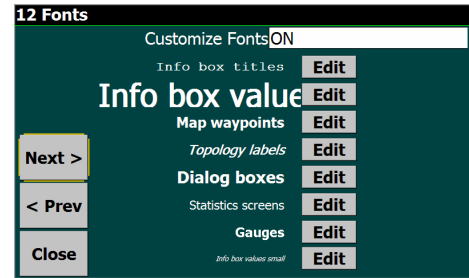 12 Fonts
Customize Fonts ON
Info box titles Edit
Info box value Edit
Map waypoints Edit
Topology labels Edit
Next >
Dialog boxes Edit
< Prev
Statistics screens Edit
Gauges Edit
Close
Info box values small Edit